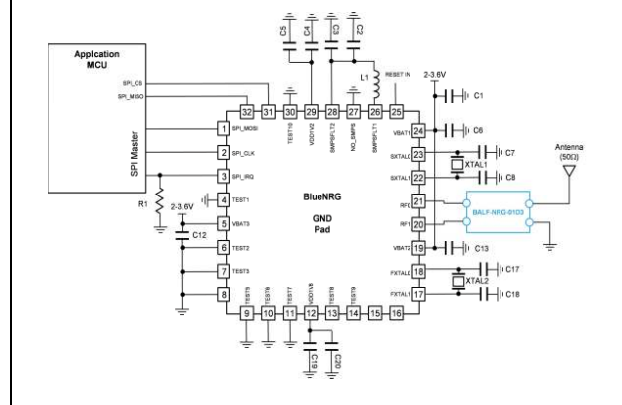 Applcation
MCU
SPI Master
SPI_CS
SPI_MISO
C5
C4
C3
C2
L1
RESET IN
2-3.6V
C1
32
31
30
29
28
27
26
25
TEST10
VDD1V2
SMPSFLT2
NO_SMPS
SMPSFLT1
1
SPI_MOSI
2
SPI_CLK
3
SPI_IRQ
4
TEST1
5
VBAT3
6
TEST2
7
TEST3
8
R1
2-3.6V
C12
BlueNRG
GND
Pad
VBAT1
24
C6
SXTAL0
23
C7
XTAL1
SXTAL1
22
C8
RF0
21
RF1
20
BALF-NRG-01D3
Antenna
(50Ω)
VBAT2
19
C13
FXTAL0
18
C17
XTAL2
FXTAL1
17
C18
TEST5
TEST6
TEST7
VDD1V8
TEST8
TEST9
9
10
11
12
13
14
15
16
C19
C20